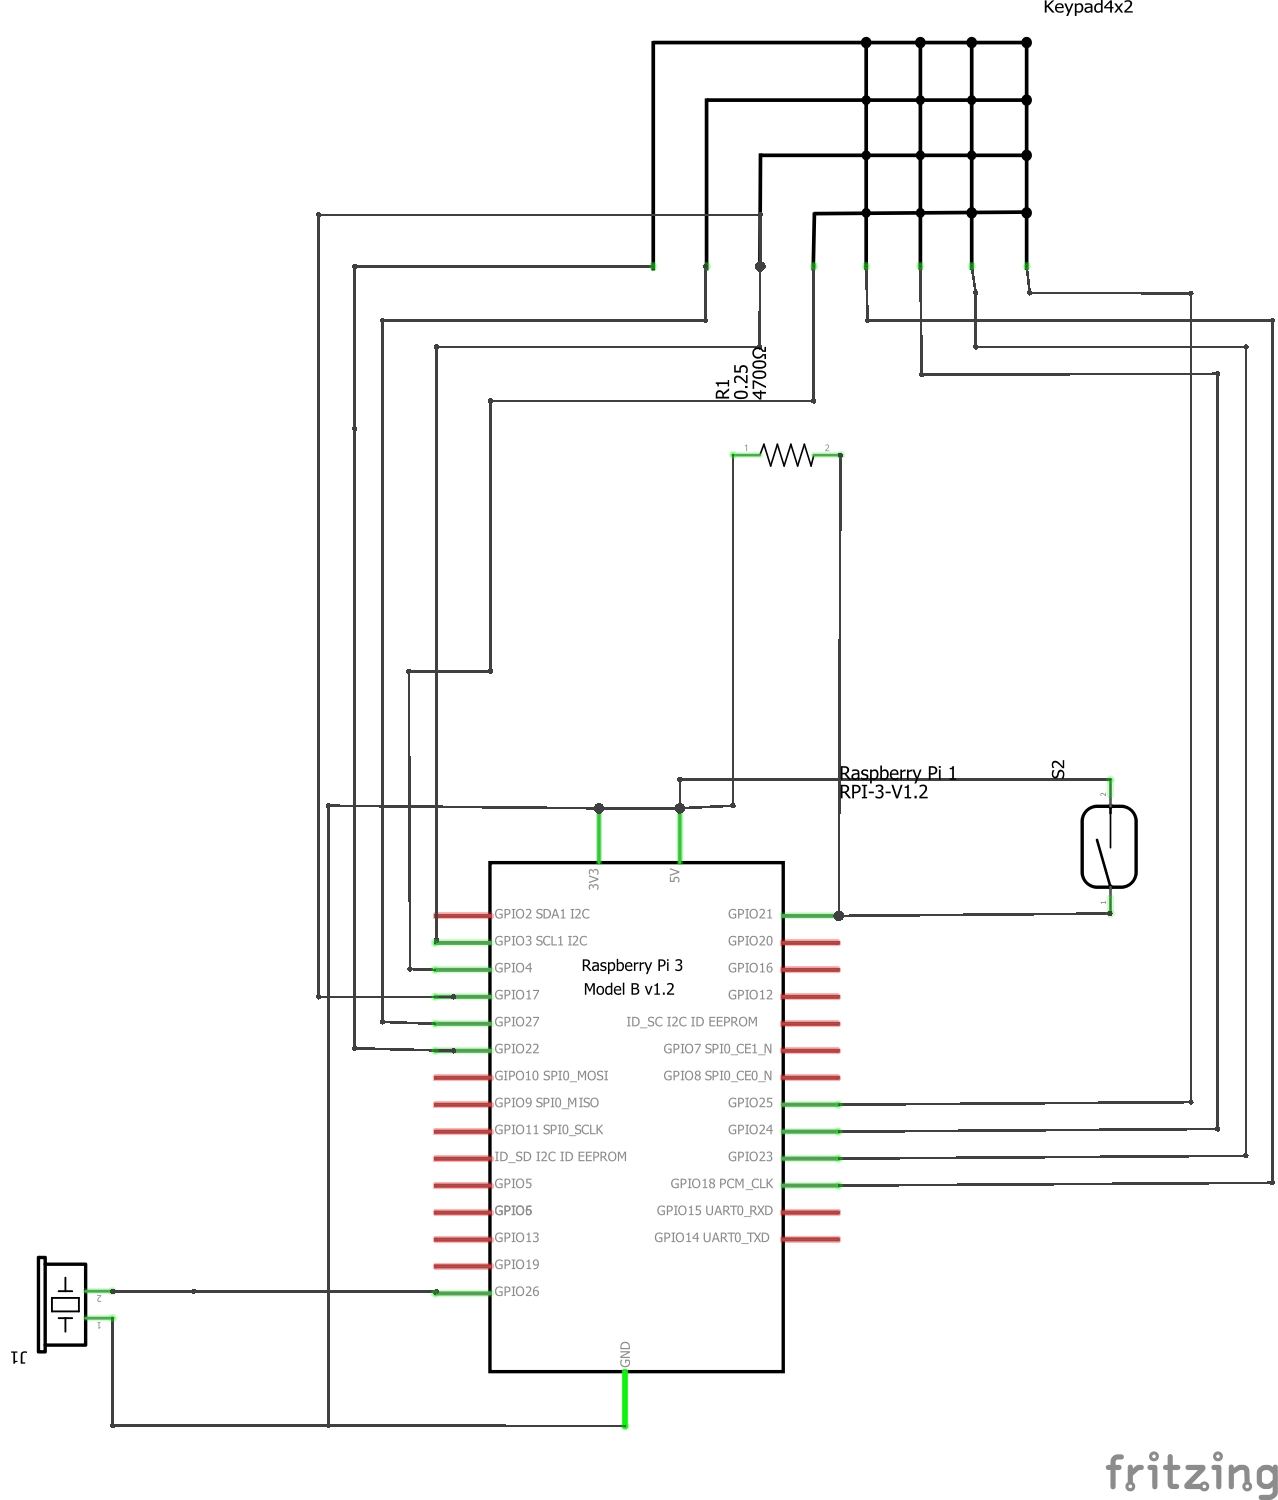 Keypad4x2
R1
0.25
4700Ω
1
2
Raspberry Pi 1
RPI-3-V1.2
S2
2
1
3V3
5V
GPIO2 SDA1 I2C
GPIO21
GPIO3 SCL1 I2C
GPIO20
GPIO4
Raspberry Pi 3
GPIO16
GPIO17
Model B v1.2
GPIO12
GPIO27
ID_SC I2C ID EEPROM
GPIO22
GPIO7 SPI0_CE1_N
GIPO10 SPI0_MOSI
GPIO8 SPI0_CE0_N
GPIO9 SPI0_MISO
GPIO25
GPIO11 SPI0_SCLK
GPIO24
ID_SD I2C ID EEPROM
GPIO23
GPIO5
GPIO18 PCM_CLK
GPIO6
GPIO15 UART0_RXD
GPIO13
GPIO14 UART0_TXD
GPIO19
GPIO26
2
1
J1
GND
fritzing